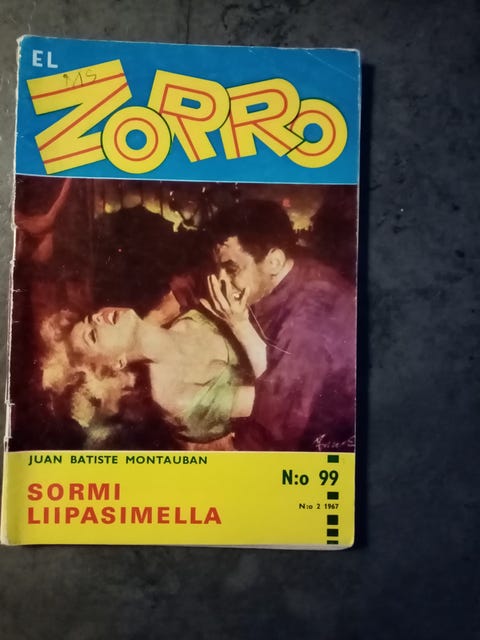 EL
ZORRO
JUAN BATISTE MONTAUBAN
N:o 99
SORMI
LIIPASIMELLA
N:o 2 1967